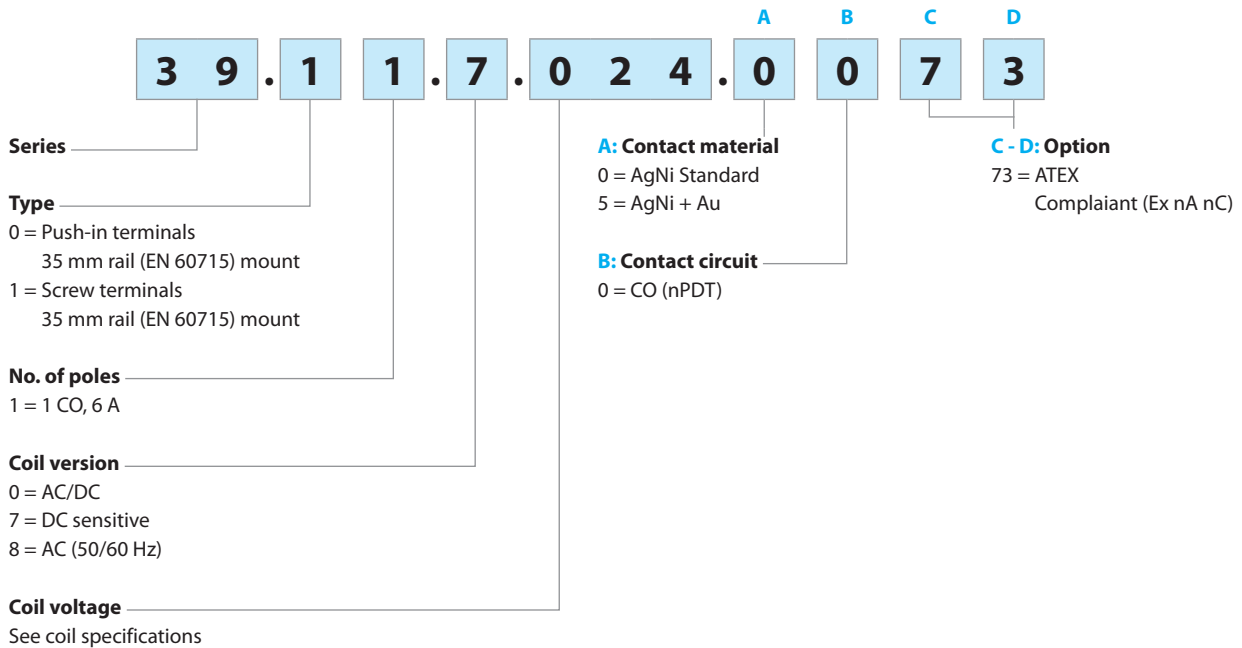 A B C D
3 9 . 1 1 . 7 . 0 2 4 . 0 0 7 3
Series
Type
0 = Push-in terminals
35 mm rail (EN 60715) mount
1 = Screw terminals
35 mm rail (EN 60715) mount
No. of poles
1 = 1 CO, 6 A
Coil version
0 = AC/DC
7 = DC sensitive
8 = AC (50/60 Hz)
Coil voltage
See coil specifications
A: Contact material
0 = AgNi Standard
5 = AgNi + Au
B: Contact circuit
0 = CO (nPDT)
C - D: Option
73 = ATEX
Complaiant (Ex nA nC)